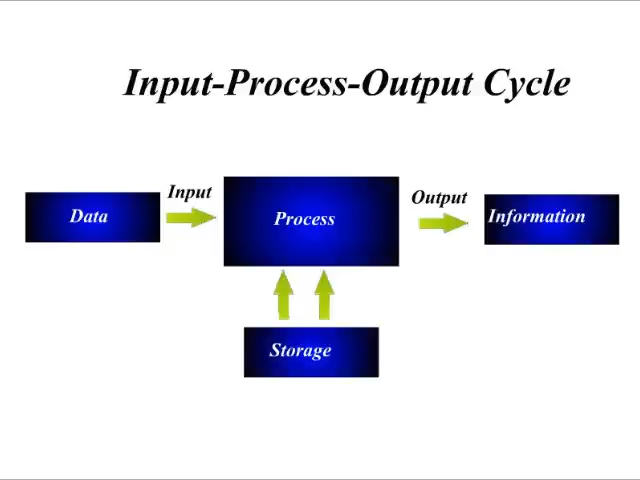 Input-Process-Output Cycle
Input
Output
Data
Process
Information
Storage